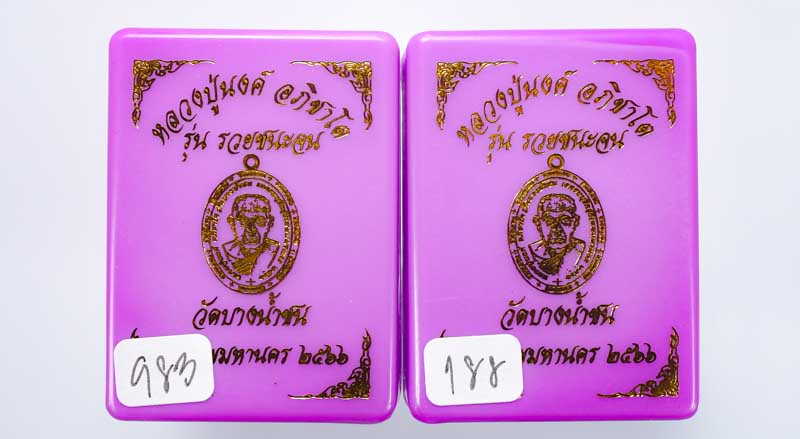 หลวงปู่นงค์ อภิชาโต
รุ่น รวยชนะจน
วัดบางน้ำชน
มหานคร ๒๕๖๖
983
หลวงปู่นงค์ อภิชาโต
รุ่น รวยชนะจน
วัดบางน้ำชน
มหานคร ๒๕๖๖
188